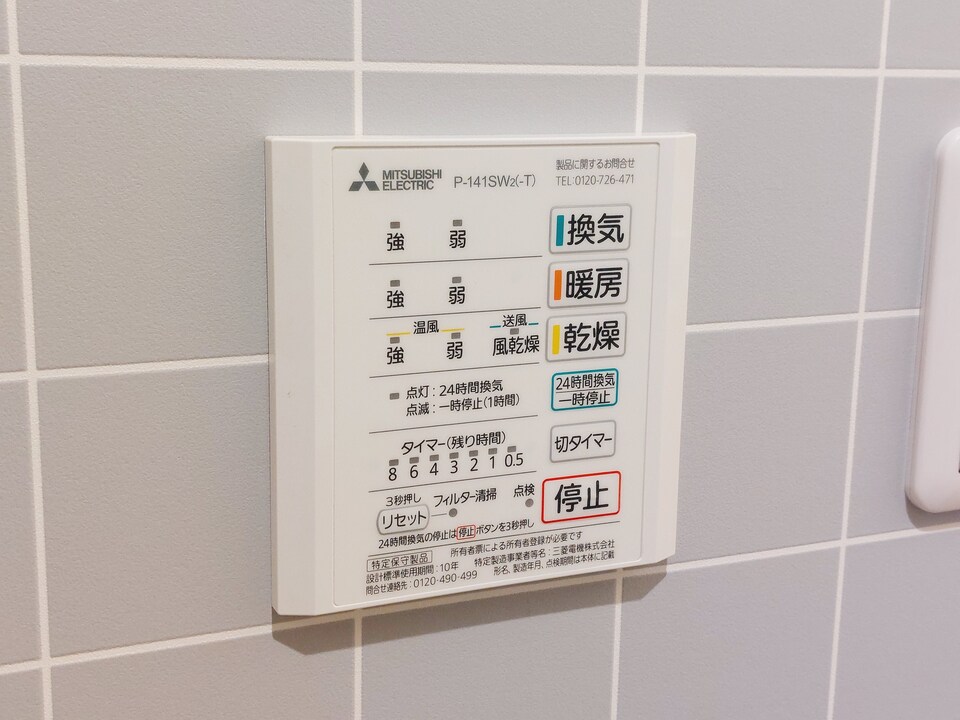 MITSUBISHI
ELECTRIC
P-141SW2(-T)
製品に関するお問合せ
TEL:0120-726-471
強 弱 換気
強 弱 暖房
温風 送風
強 弱 風乾燥 乾燥
点灯：24時間換気
点滅：一時停止(1時間)
24時間換気
一時停止
タイマー(残り時間)
8 6 4 3 2 1 0.5
切タイマー
3秒押し
リセット フィルター清掃 点検
停止
24時間換気の停止は停止ボタンを3秒押し
特定保守製品 所有者票による所有者登録が必要です
設計標準使用期間：10年 特定製造事業者等名：三菱電機株式会社
問合せ連絡先：0120-490-499 形名、製造年月、点検期間は本体に記載